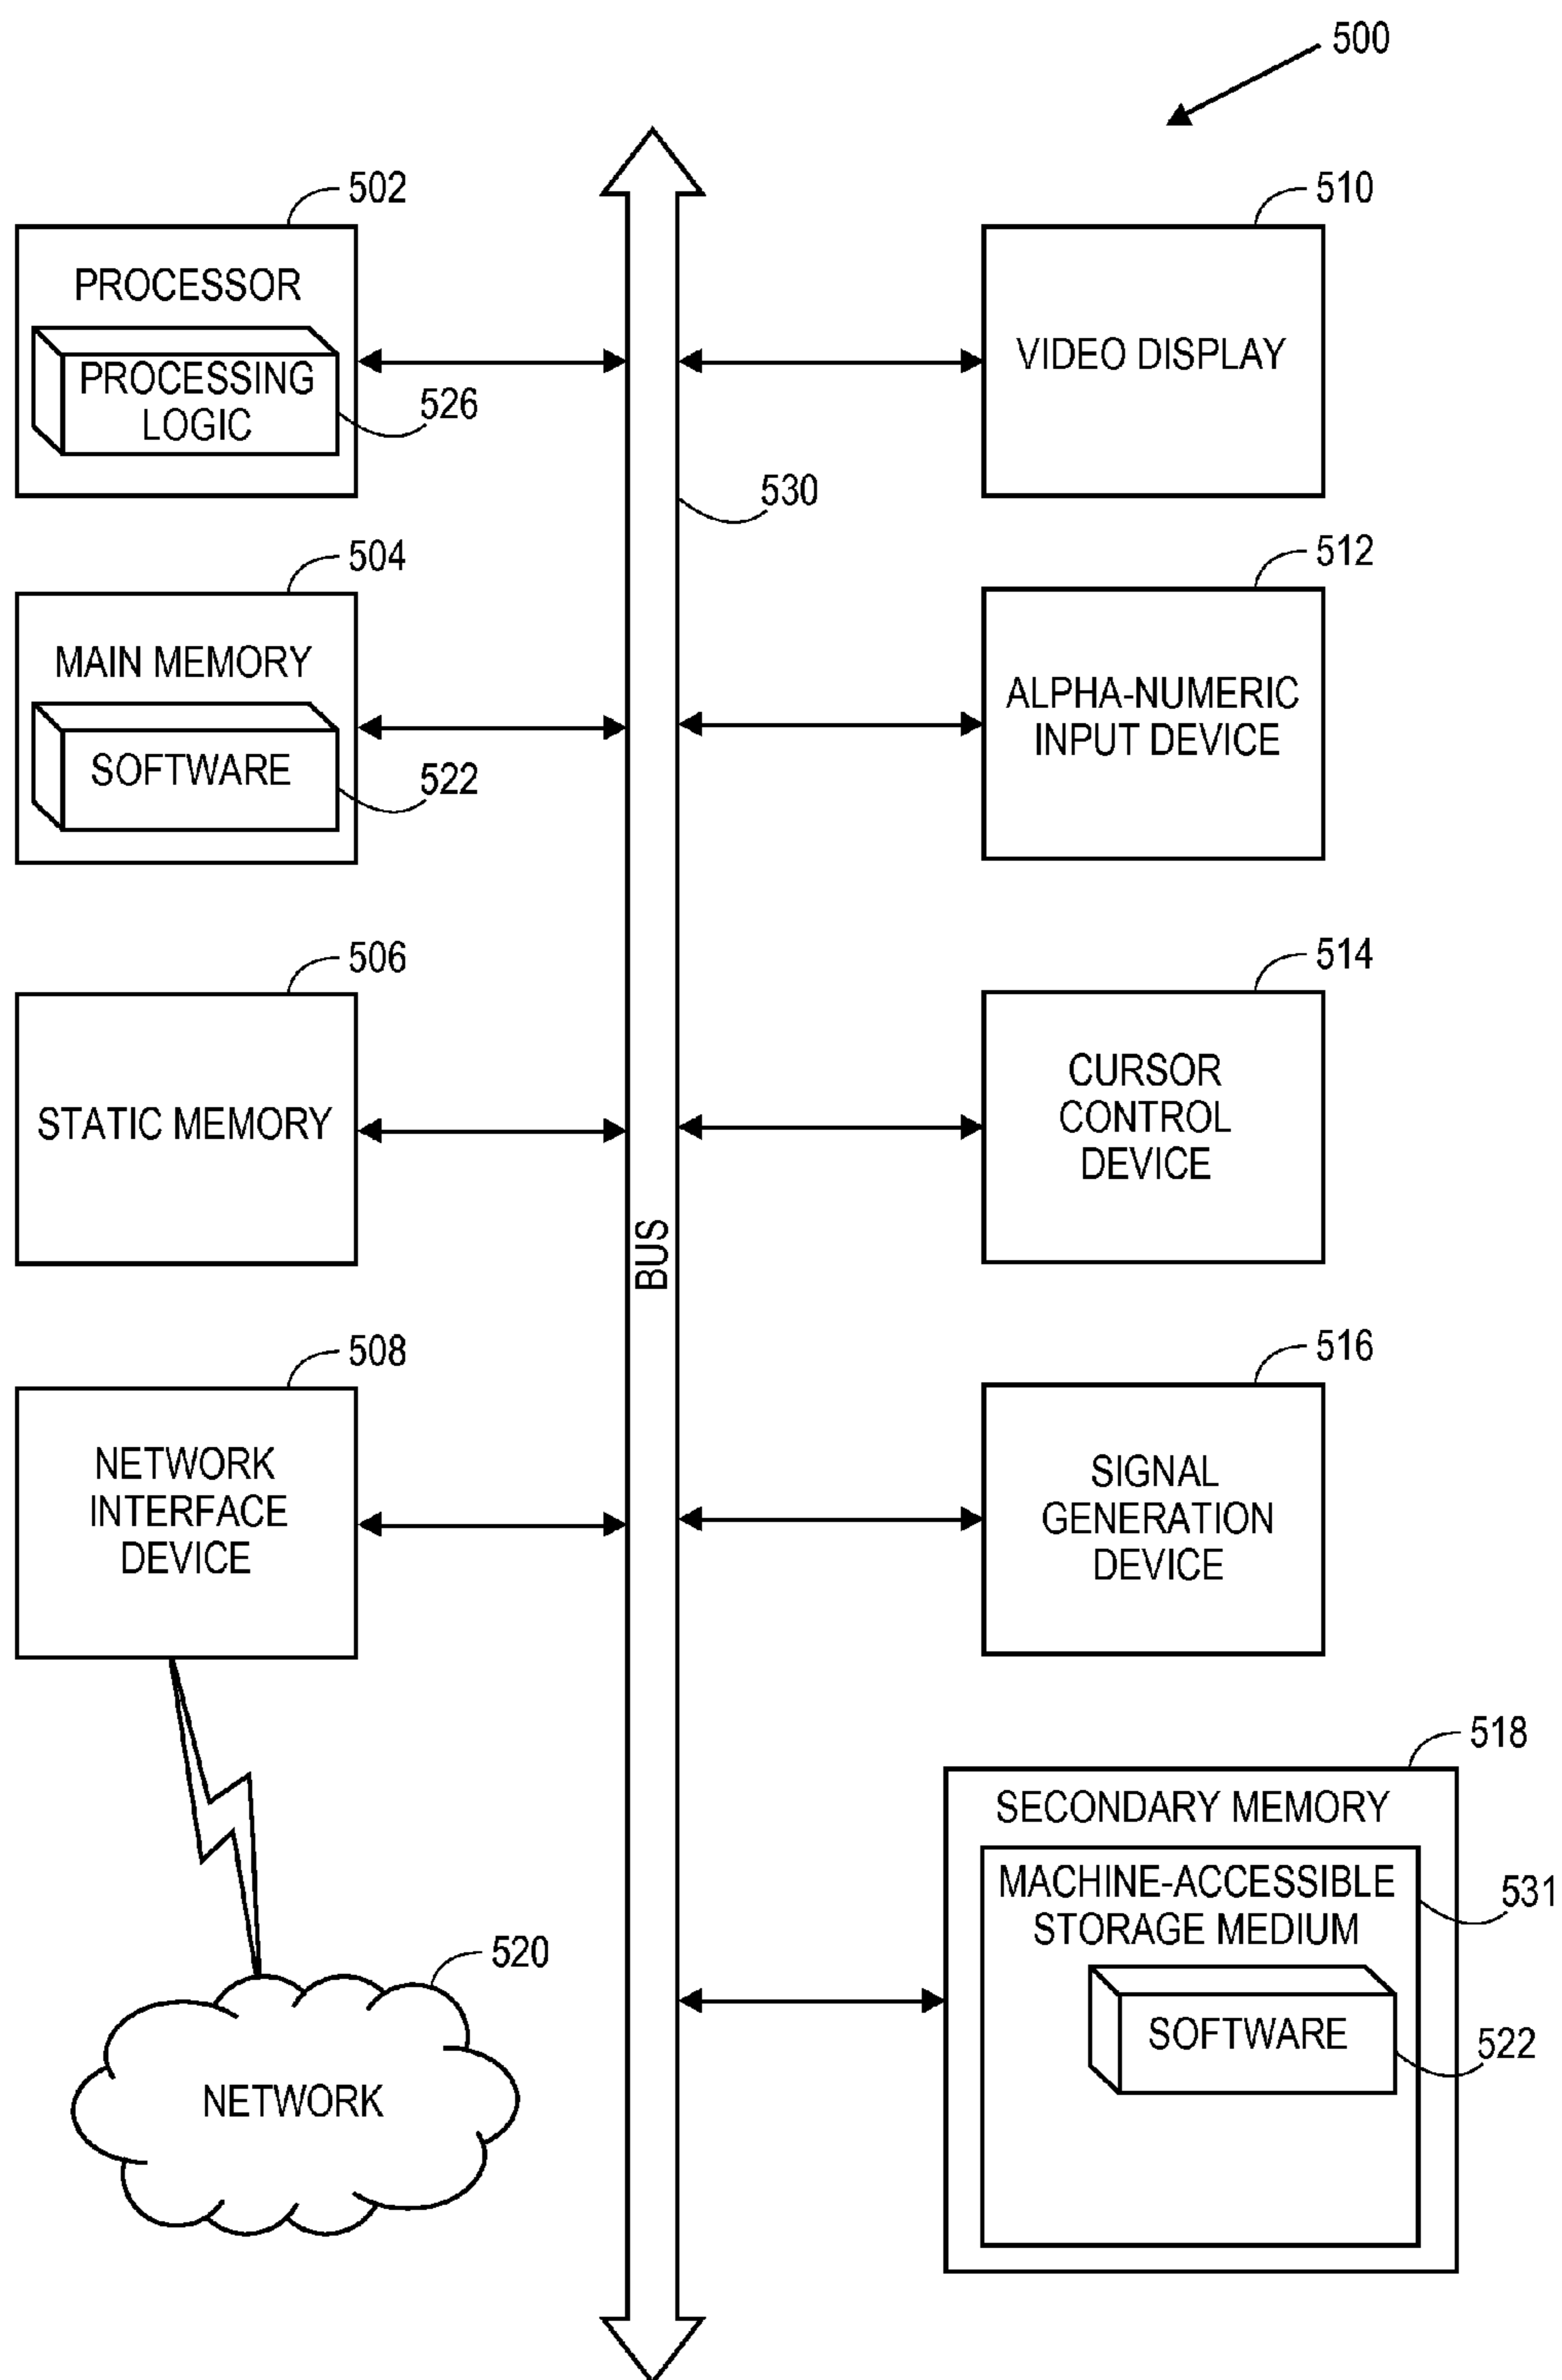 500
502
PROCESSOR
PROCESSING
LOGIC
526
510
VIDEO DISPLAY
530
504
MAIN MEMORY
SOFTWARE
522
512
ALPHA-NUMERIC
INPUT DEVICE
506
STATIC MEMORY
514
CURSOR
CONTROL
DEVICE
BUS
508
NETWORK
INTERFACE
DEVICE
516
SIGNAL
GENERATION
DEVICE
520
NETWORK
518
SECONDARY MEMORY
MACHINE-ACCESSIBLE
STORAGE MEDIUM
531
SOFTWARE
522